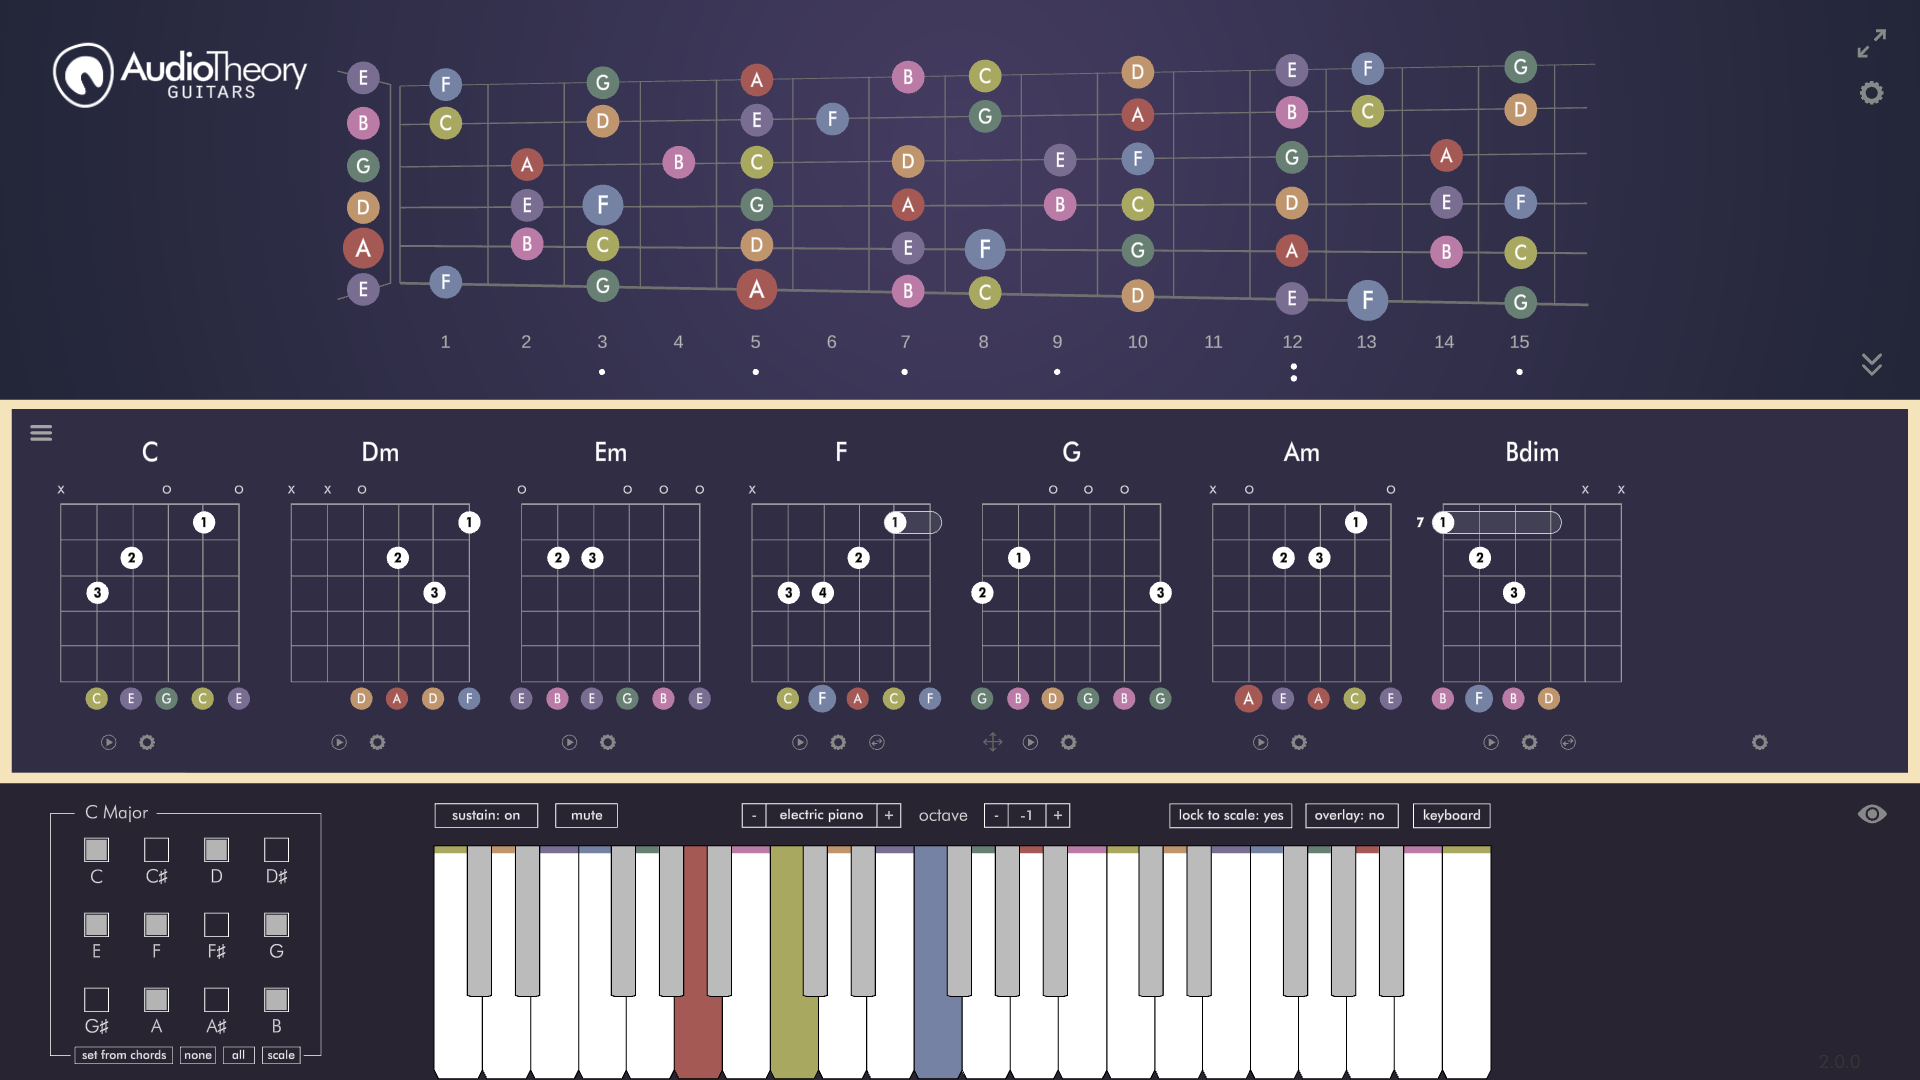 AudioTheory
GUITARS
E F G A B C D E F G
B C D E F G A B C D
G A B C D E F G A
D E F G A B C D E F
A B C D E F G A B C
E F G A B C D E F G
1 2 3 4 5 6 7 8 9 10 11 12 13 14 15
C Dm Em F G Am Bdim
x o o x x o o o o o x o o o x o o x x
1 1 1 1 7 1
2 2 2 3 2 1 2 3 2
3 3 3 4 2 3 3
C E G C E D A D F E B E G B E C F A C F G B D G B G A E A C E B F B D
C Major
sustain: on mute - electric piano + octave - -1 + lock to scale: yes overlay: no keyboard
C C♯ D D♯
E F F♯ G
G♯ A A♯ B
set from chords none all scale
2.0.0